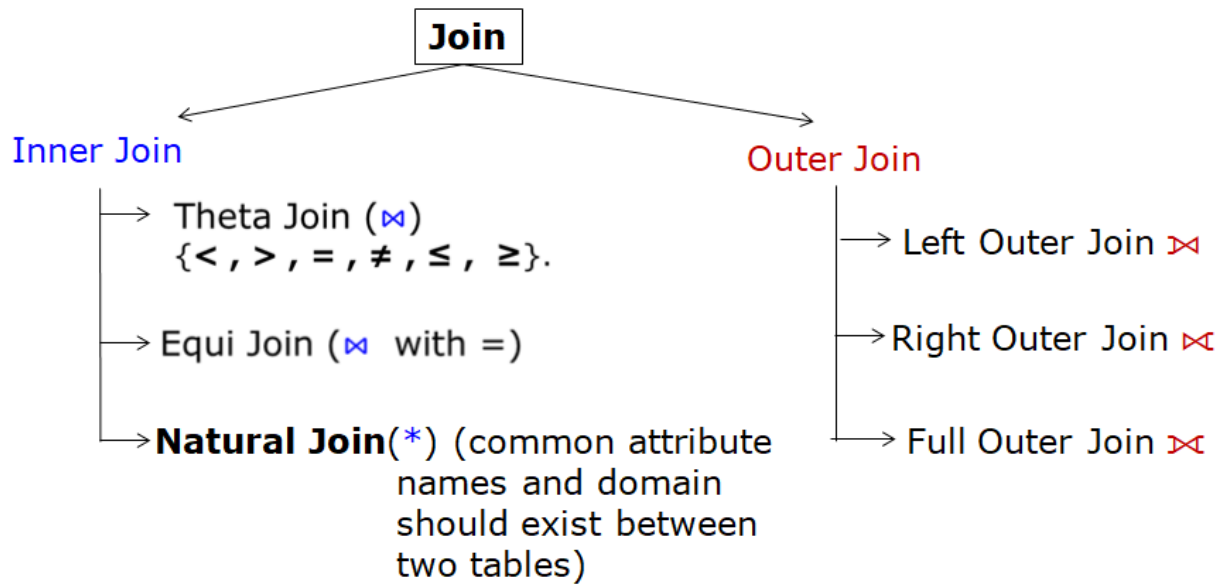 Join
Inner Join
Theta Join (⋈)
{< , > , = , ≠ , ≤ , ≥}.
Equi Join (⋈ with =)
Natural Join(*) (common attribute
names and domain
should exist between
two tables)
Outer Join
Left Outer Join ⟕
Right Outer Join ⟖
Full Outer Join ⟗